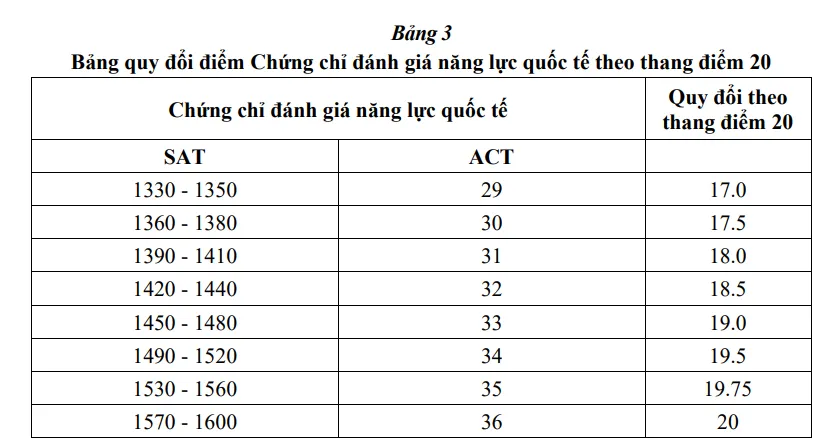 Bảng 3
Bảng quy đổi điểm Chứng chỉ đánh giá năng lực quốc tế theo thang điểm 20
Chứng chỉ đánh giá năng lực quốc tế
Quy đổi theo
thang điểm 20
SAT ACT
1330 - 1350 29 17.0
1360 - 1380 30 17.5
1390 - 1410 31 18.0
1420 - 1440 32 18.5
1450 - 1480 33 19.0
1490 - 1520 34 19.5
1530 - 1560 35 19.75
1570 - 1600 36 20